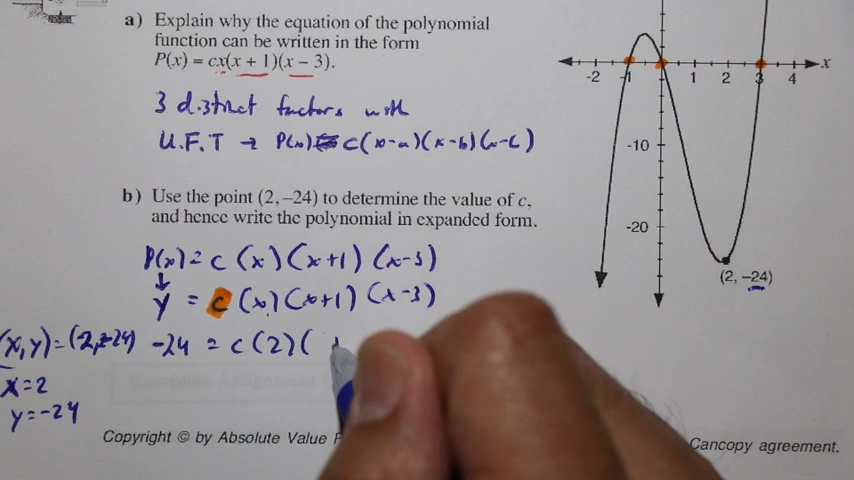 a) Explain why the equation of the polynomial
function can be written in the form
P(x) = cx(x + 1)(x – 3).
3 distinct factors with
U.F.T → P(x) = c(x-a)(x-b)(x-c)
b) Use the point (2, –24) to determine the value of c,
and hence write the polynomial in expanded form.
P(x) = c (x)(x+1)(x-3)
↓
y = c (x)(x+1)(x-3)
(x,y)=(2,-24) -24 = c(2)(
x=2
y=-24
-2 -1 1 2 3 4 x
-10
-20
(2, –24)
Copyright © by Absolute Value
Cancopy agreement.